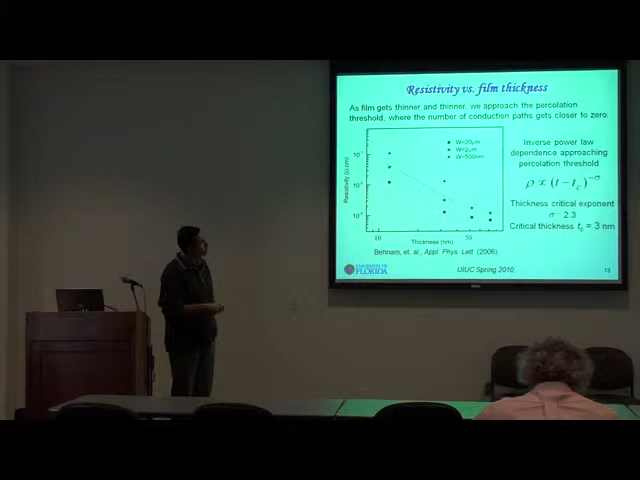 Resistivity vs. film thickness
As film gets thinner and thinner, we approach the percolation
threshold, where the number of conduction paths gets closer to zero.
W=20μm
W=2μm
W=500nm
Resistivity (Ω.cm)
10
50
Thickness (nm)
Inverse power law
dependence approaching
percolation threshold
ρ ∝ (t − t_c)^−σ
Thickness critical exponent
σ= 2.3
Critical thickness t_c = 3 nm
Behnam, et. al., Appl. Phys. Lett (2006)
UNIVERSITY OF
FLORIDA
UIUC Spring 2010
15